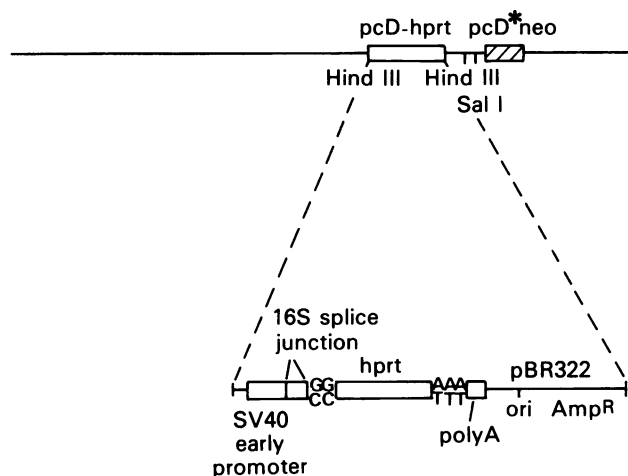 pcD-hprt pcD*neo
Hind III Hind III
Sal I
16S splice
junction
GG hprt AAA pBR322
CC TTT
SV40
early
promoter
polyA
ori AmpR